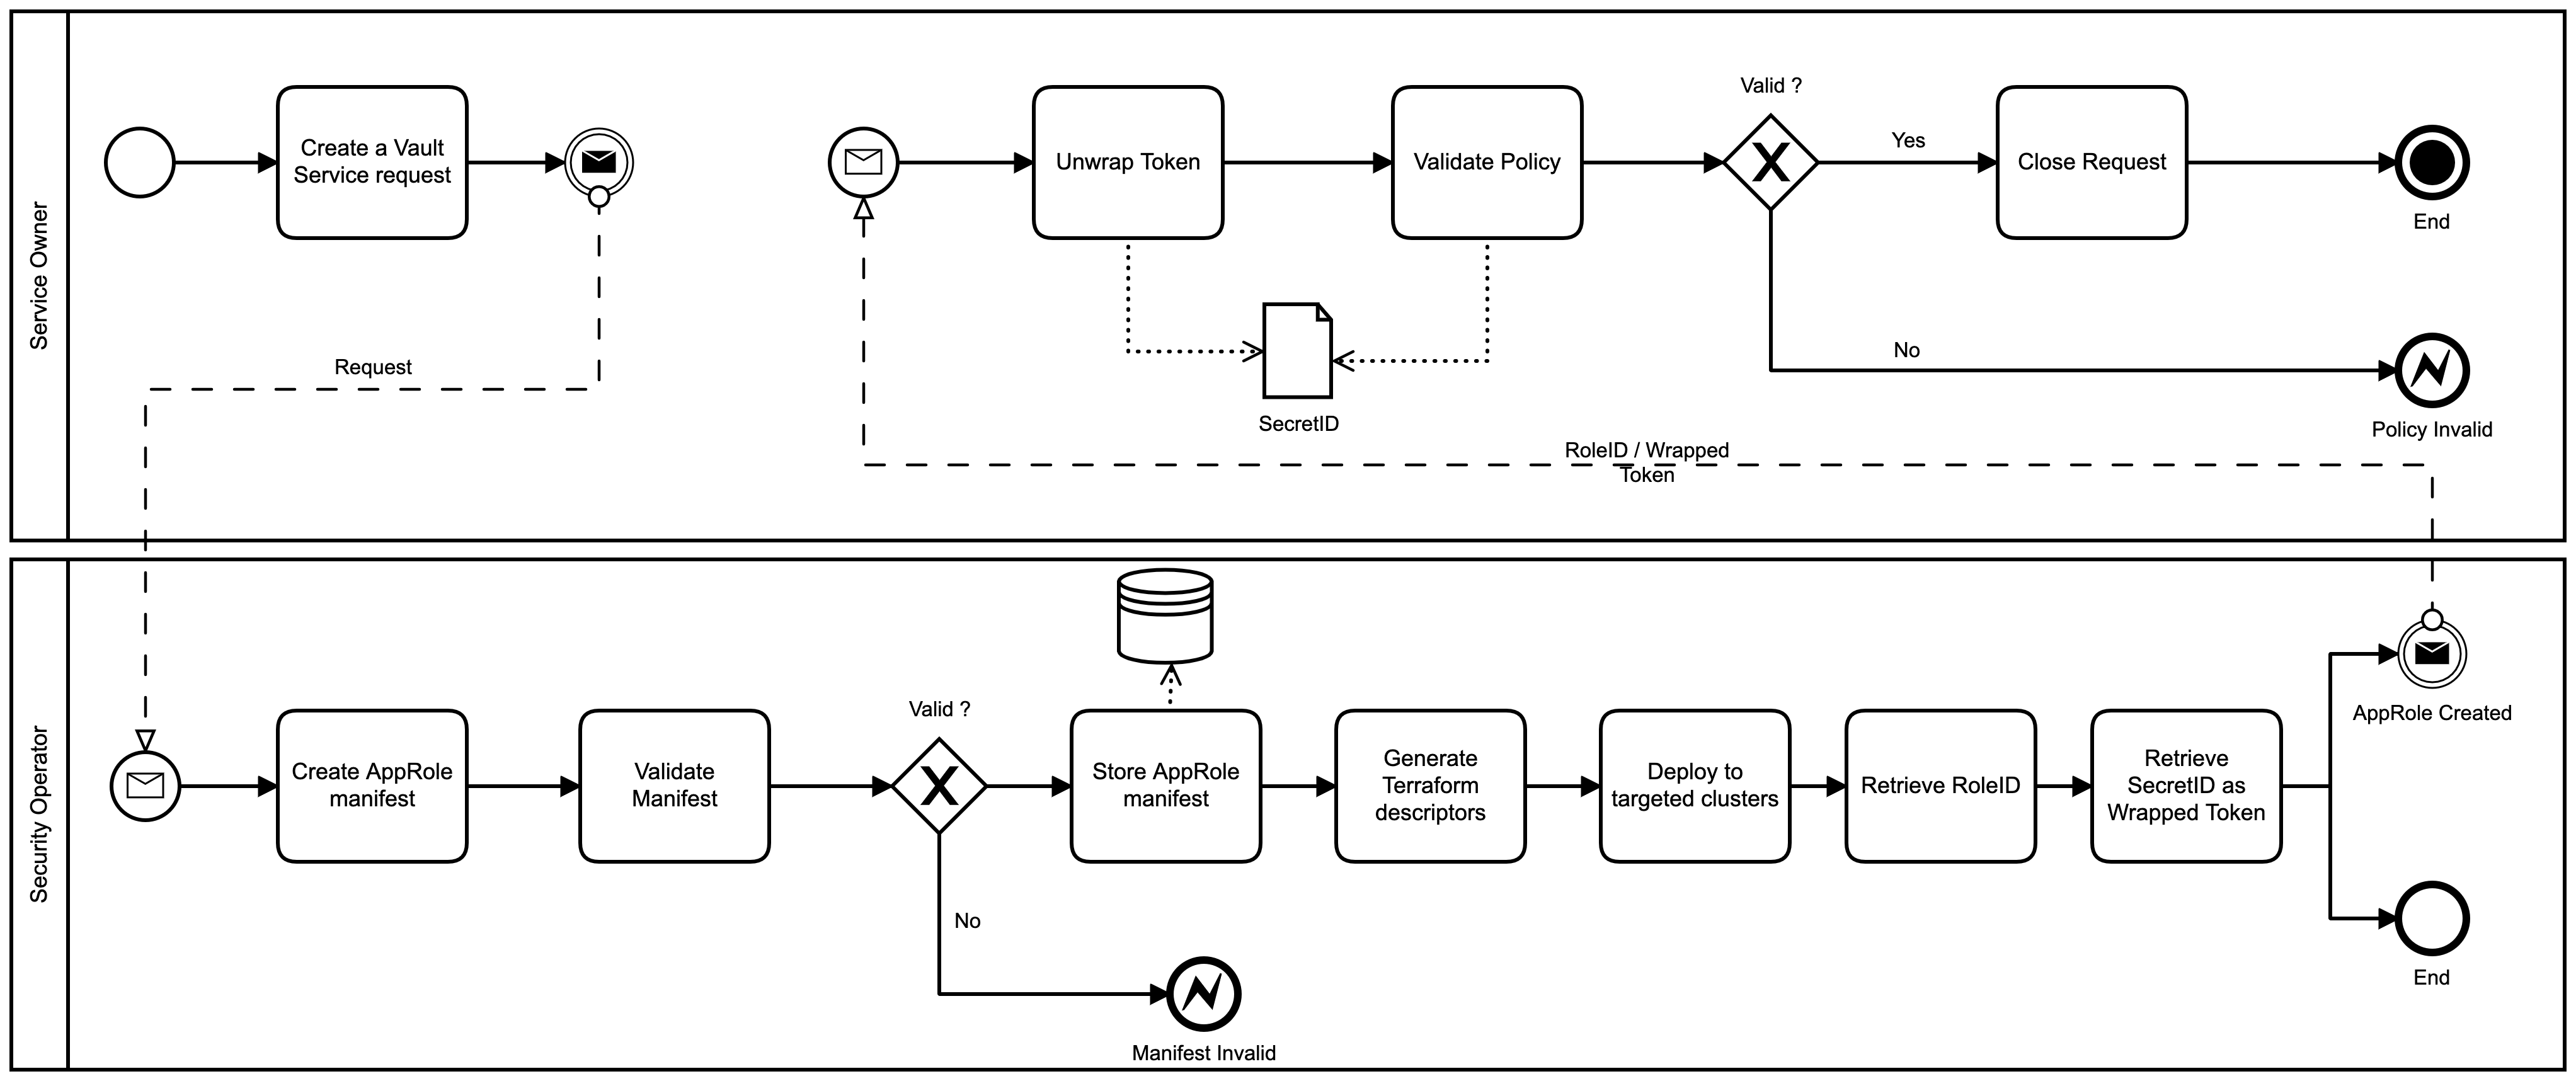 Service Owner
Create a Vault
Service request
Request
Unwrap Token
Validate Policy
SecretID
Valid ?
X
Yes
No
Close Request
End
Policy Invalid
RoleID / Wrapped
Token
Security Operator
Create AppRole
manifest
Validate
Manifest
Valid ?
X
No
Manifest Invalid
Store AppRole
manifest
Generate
Terraform
descriptors
Deploy to
targeted clusters
Retrieve RoleID
Retrieve
SecretID as
Wrapped Token
AppRole Created
End